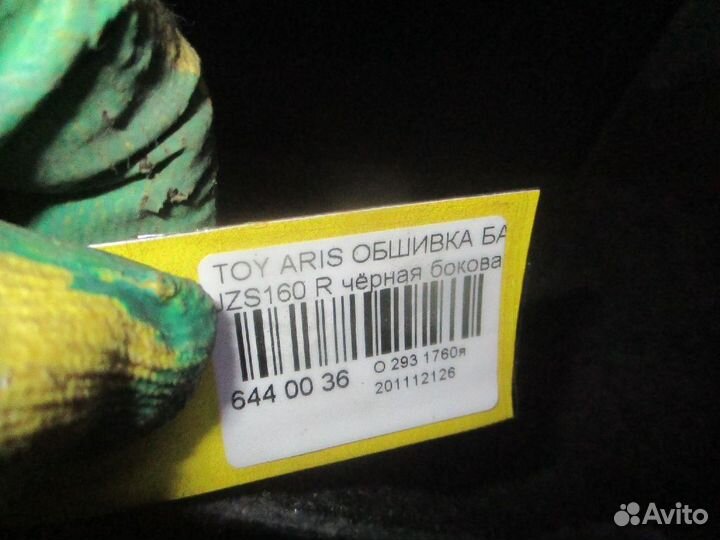 TOY ARIS ОБШИВКА БА
JZS160 R чёрная бокова
644 00 36
О 293 1760я
201112126
Avito